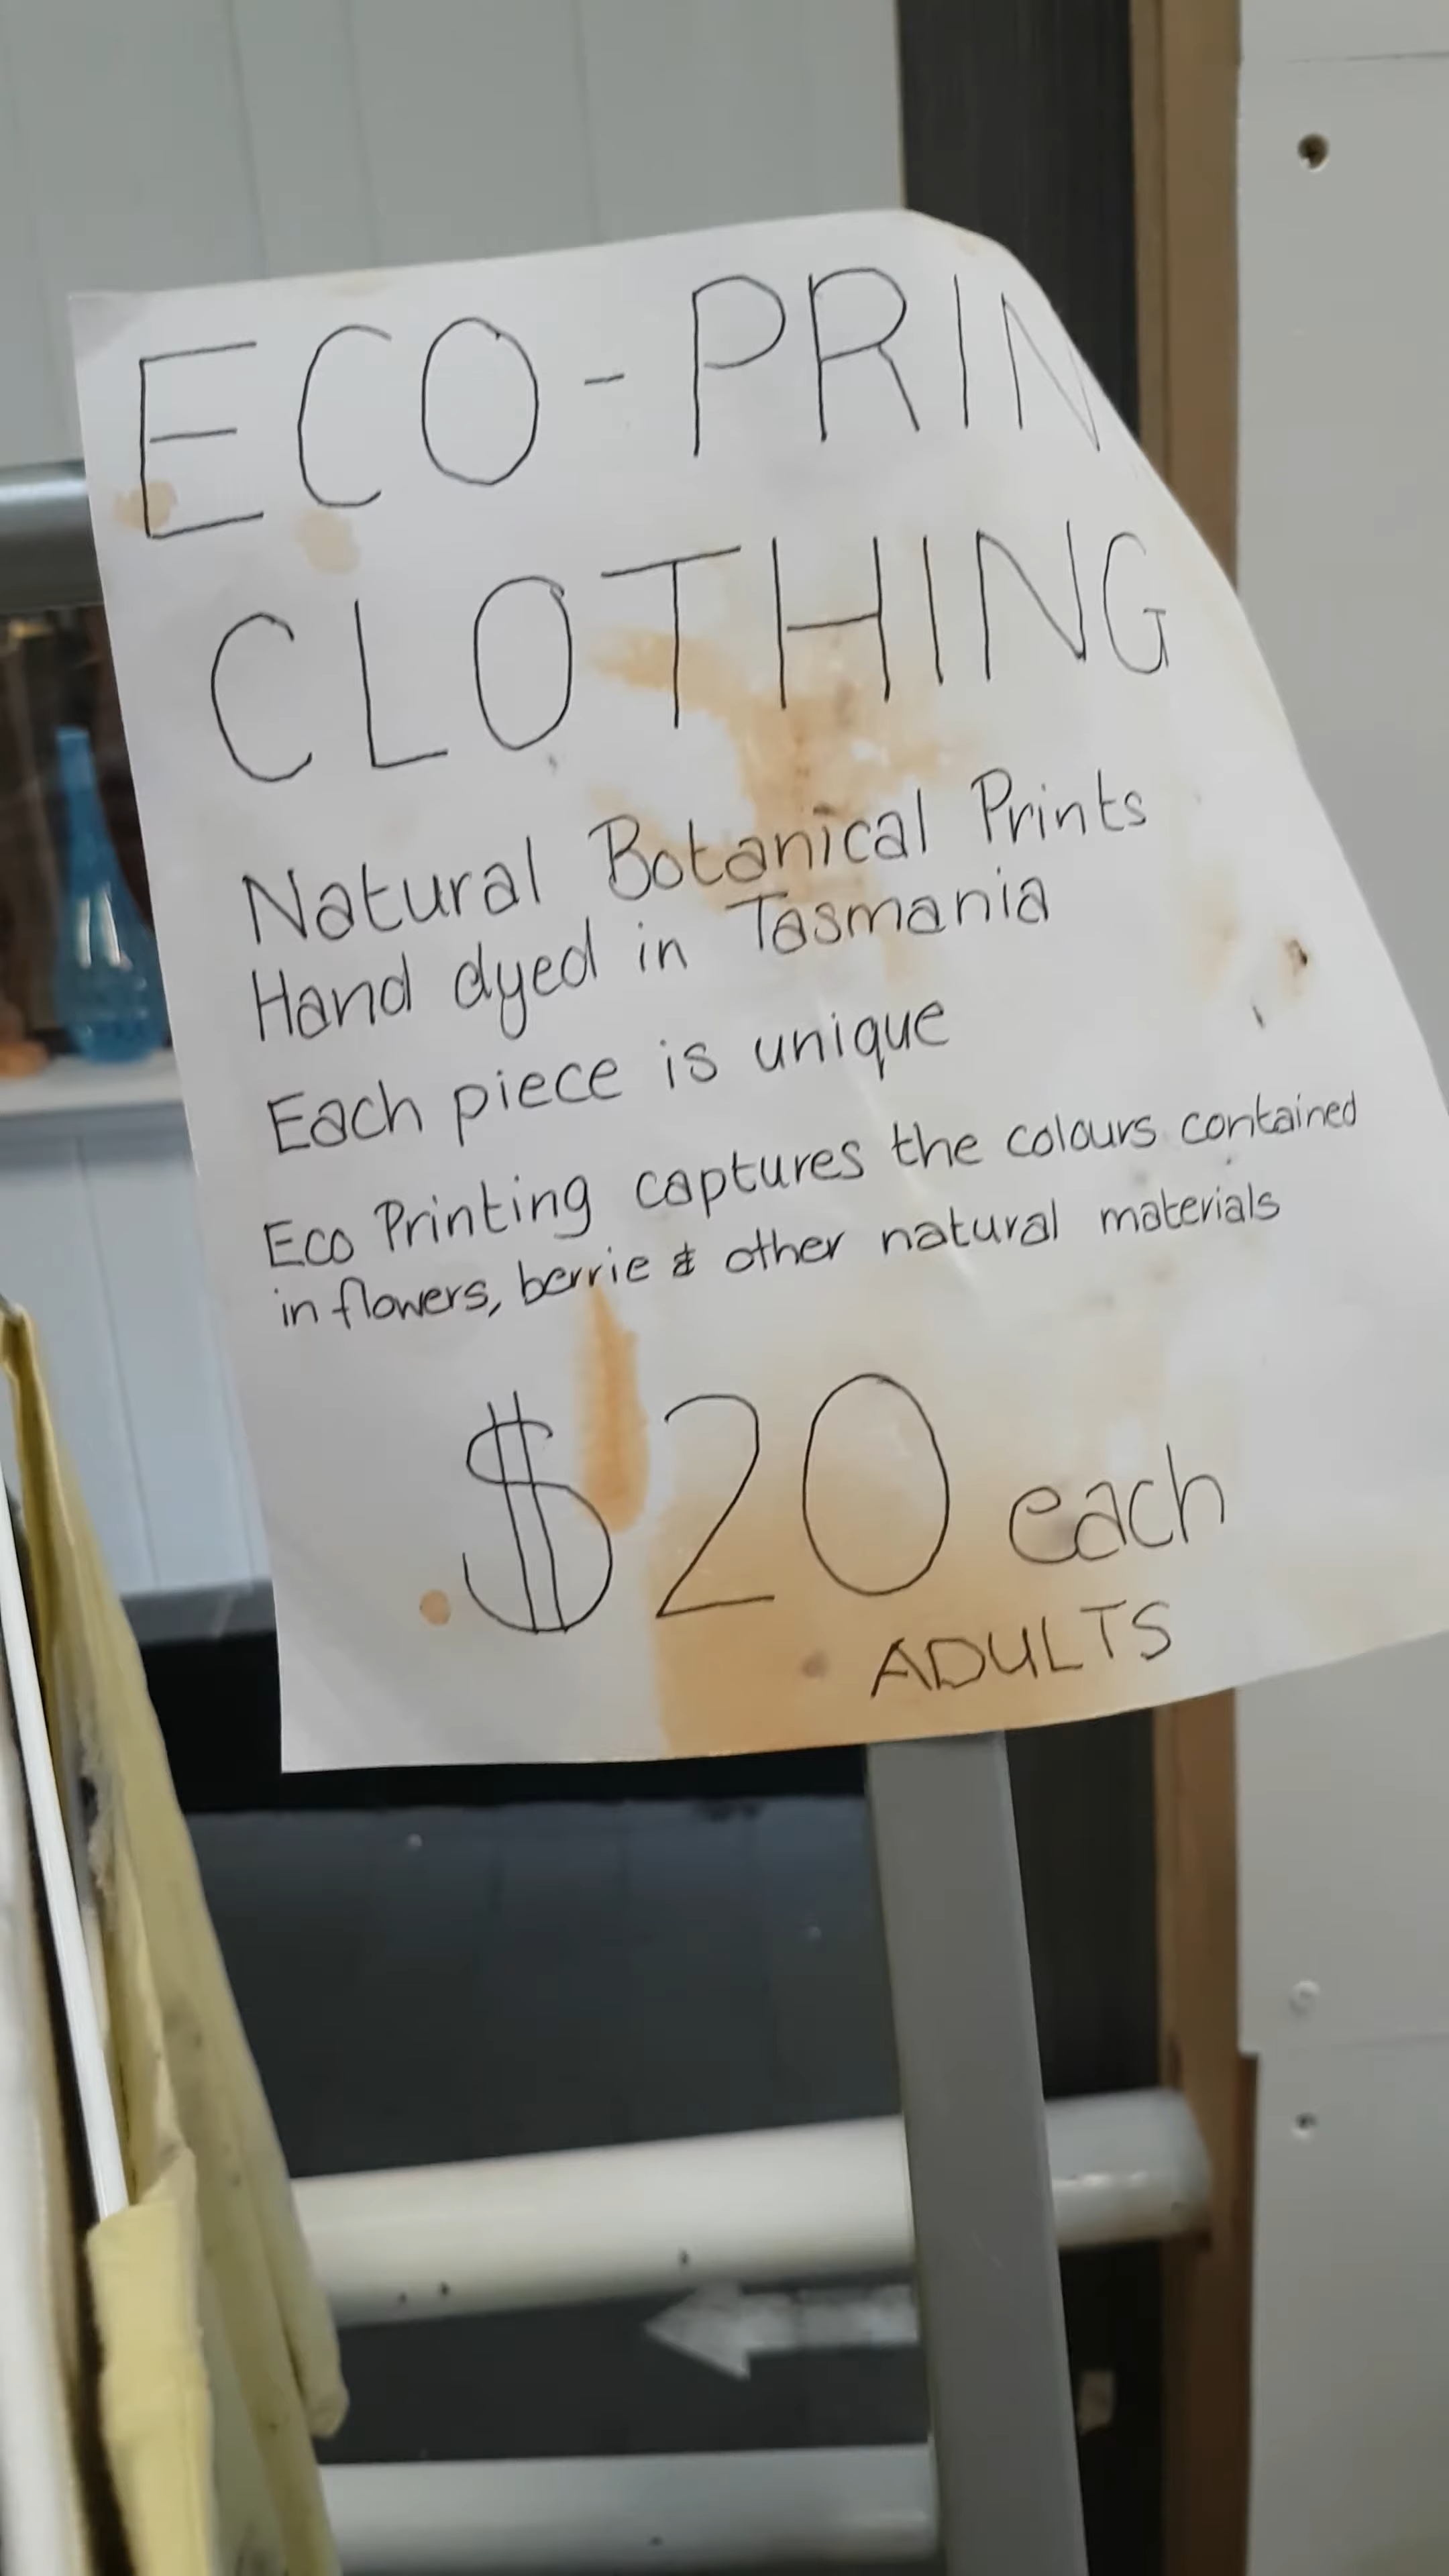 ECO-PRIN
CLOTHING
Natural Botanical Prints
Hand dyed in Tasmania
Each piece is unique
Eco Printing captures the colours contained
in flowers, berrie & other natural materials
$20 each
ADULTS